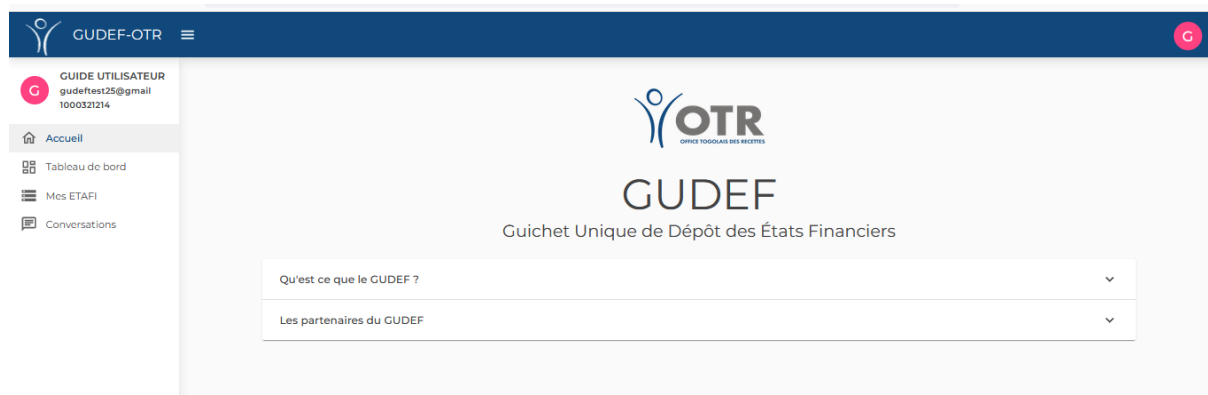 GUDEF-OTR
G
GUIDE UTILISATEUR
G
gudeftest25@gmail
1000321214
Accueil
Tableau de bord
Mes ETAFI
Conversations
OTR
OFFICE TOGOLAIS DES RECETTES
GUDEF
Guichet Unique de Dépôt des États Financiers
Qu'est ce que le GUDEF ?
Les partenaires du GUDEF